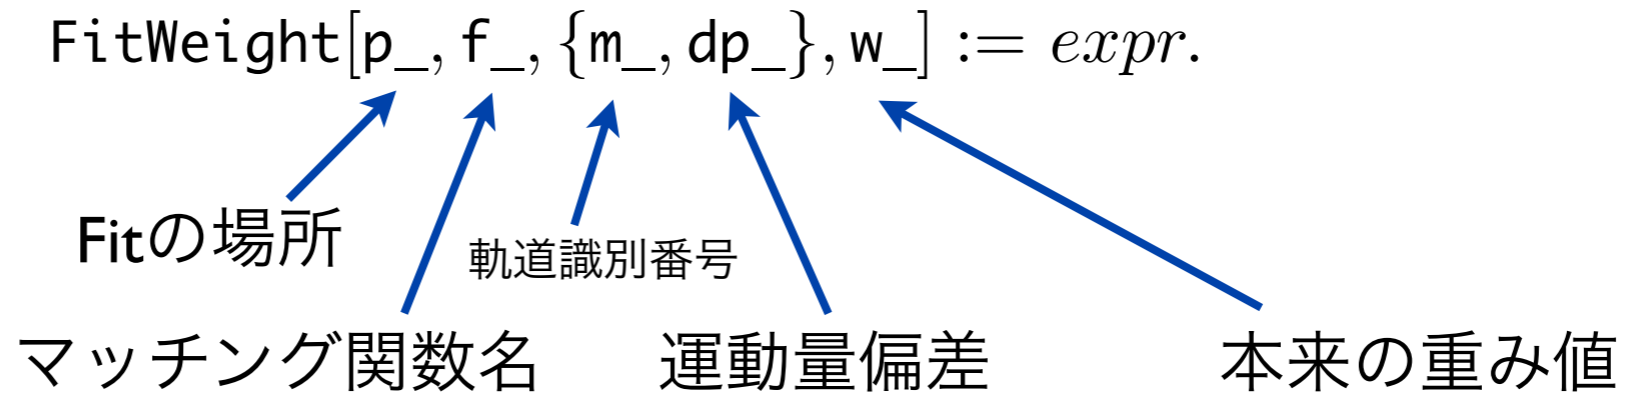 FitWeight[p_, f_, {m_, dp_}, w_] := expr.
Fitの場所
軌道識別番号
マッチング関数名
運動量偏差
本来の重み値